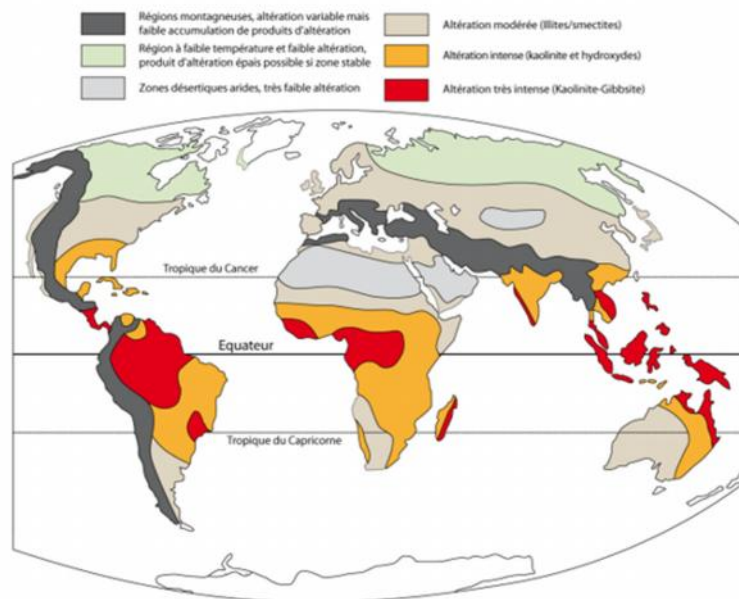 Régions montagneuses, altération variable mais
faible accumulation de produits d'altération
Région à faible température et faible altération,
produit d'altération épais possible si zone stable
Zones désertiques arides, très faible altération
Altération modérée (Illites/smectites)
Altération intense (kaolinite et hydroxydes)
Altération très intense (Kaolinite-Gibbsite)
Tropique du Cancer
Equateur
Tropique du Capricorne